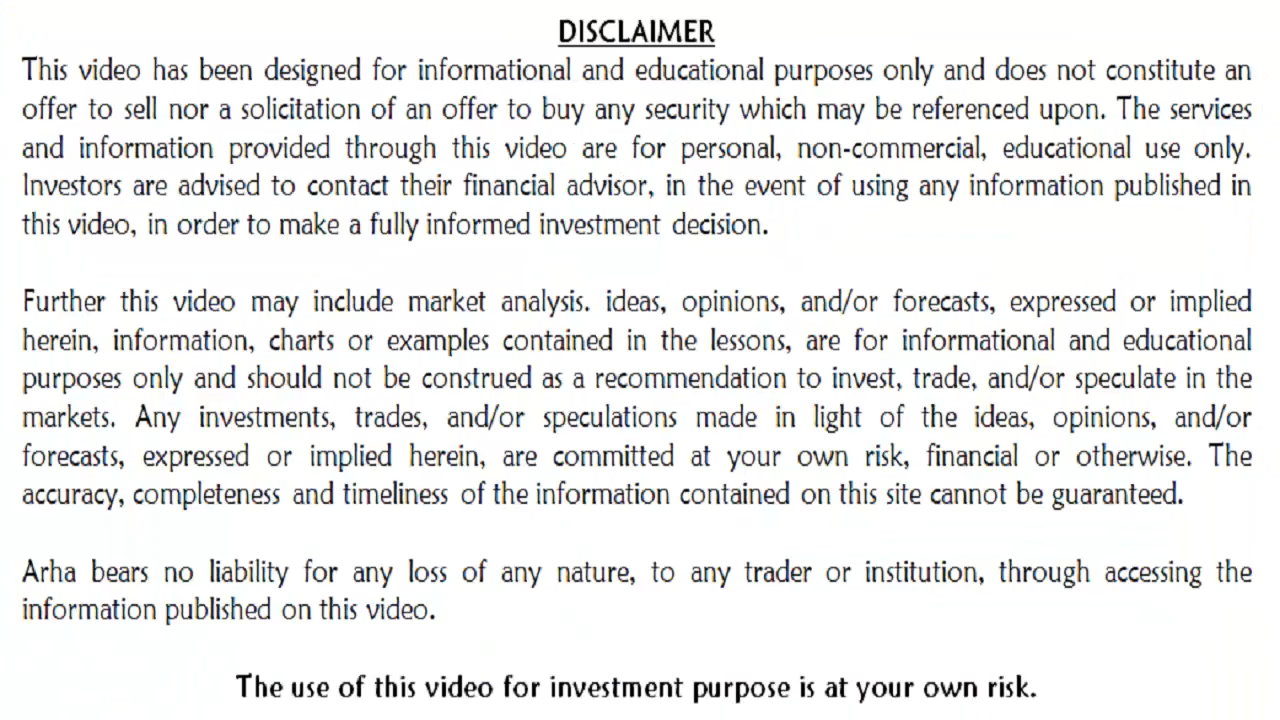 DISCLAIMER
This video has been designed for informational and educational purposes only and does not constitute an
offer to sell nor a solicitation of an offer to buy any security which may be referenced upon. The services
and information provided through this video are for personal, non-commercial, educational use only.
Investors are advised to contact their financial advisor, in the event of using any information published in
this video, in order to make a fully informed investment decision.
Further this video may include market analysis. ideas, opinions, and/or forecasts, expressed or implied
herein, information, charts or examples contained in the lessons, are for informational and educational
purposes only and should not be construed as a recommendation to invest, trade, and/or speculate in the
markets. Any investments, trades, and/or speculations made in light of the ideas, opinions, and/or
forecasts, expressed or implied herein, are committed at your own risk, financial or otherwise. The
accuracy, completeness and timeliness of the information contained on this site cannot be guaranteed.
Arha bears no liability for any loss of any nature, to any trader or institution, through accessing the
information published on this video.
The use of this video for investment purpose is at your own risk.